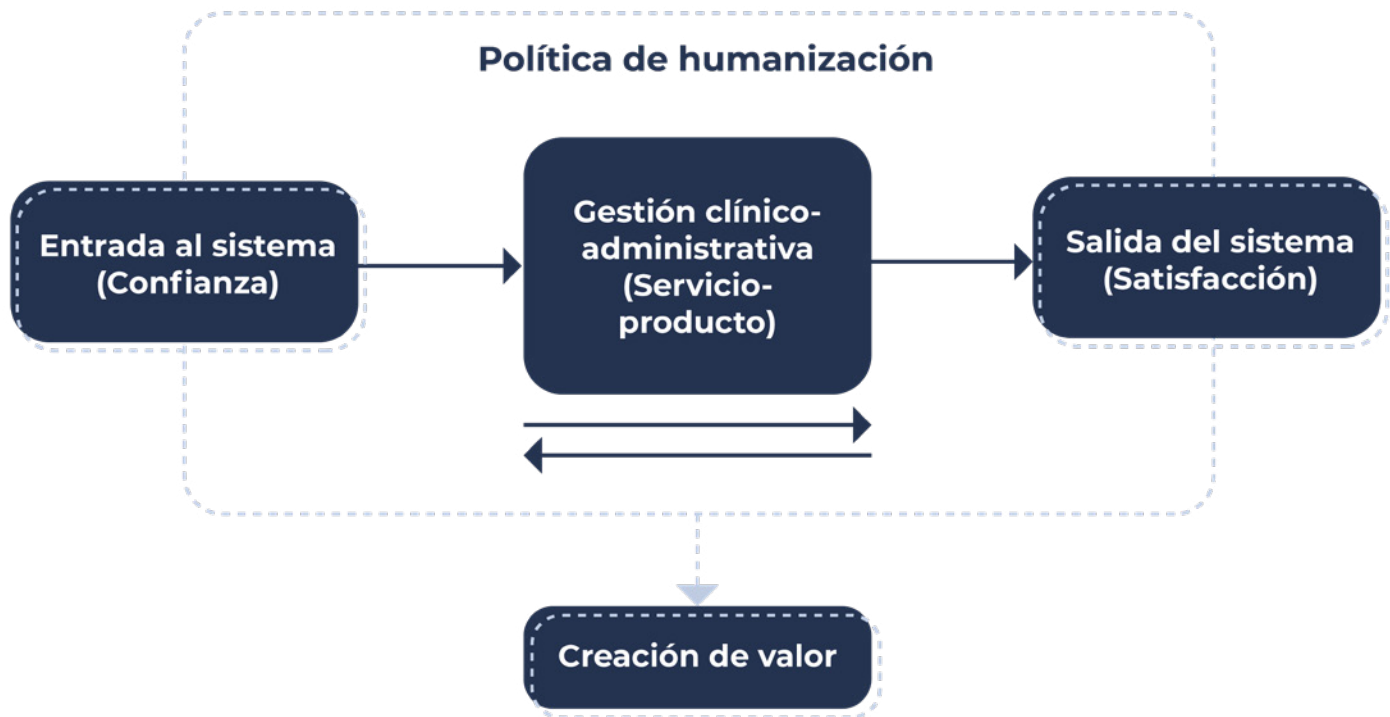 Política de humanización
Entrada al sistema
(Confianza)
Gestión clínico-
administrativa
(Servicio-
producto)
Salida del sistema
(Satisfacción)
Creación de valor